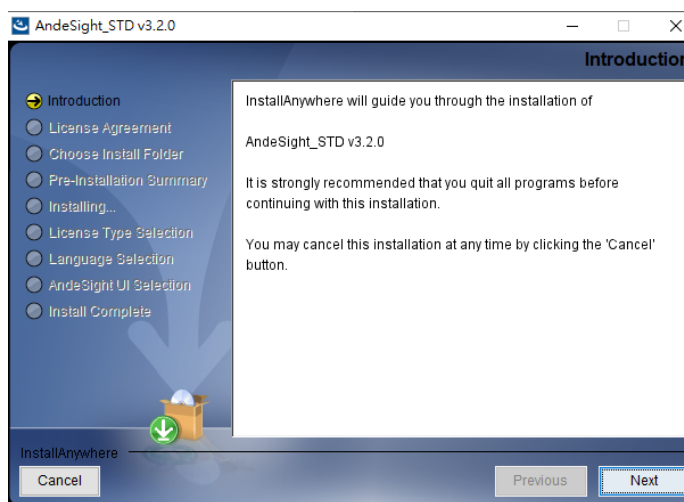 AndeSight_STD v3.2.0
Introduction
Introduction
License Agreement
Choose Install Folder
Pre-Installation Summary
Installing...
License Type Selection
Language Selection
AndeSight UI Selection
Install Complete
InstallAnywhere will guide you through the installation of
AndeSight_STD v3.2.0
It is strongly recommended that you quit all programs before
continuing with this installation.
You may cancel this installation at any time by clicking the 'Cancel'
button.
InstallAnywhere
Cancel
Previous
Next